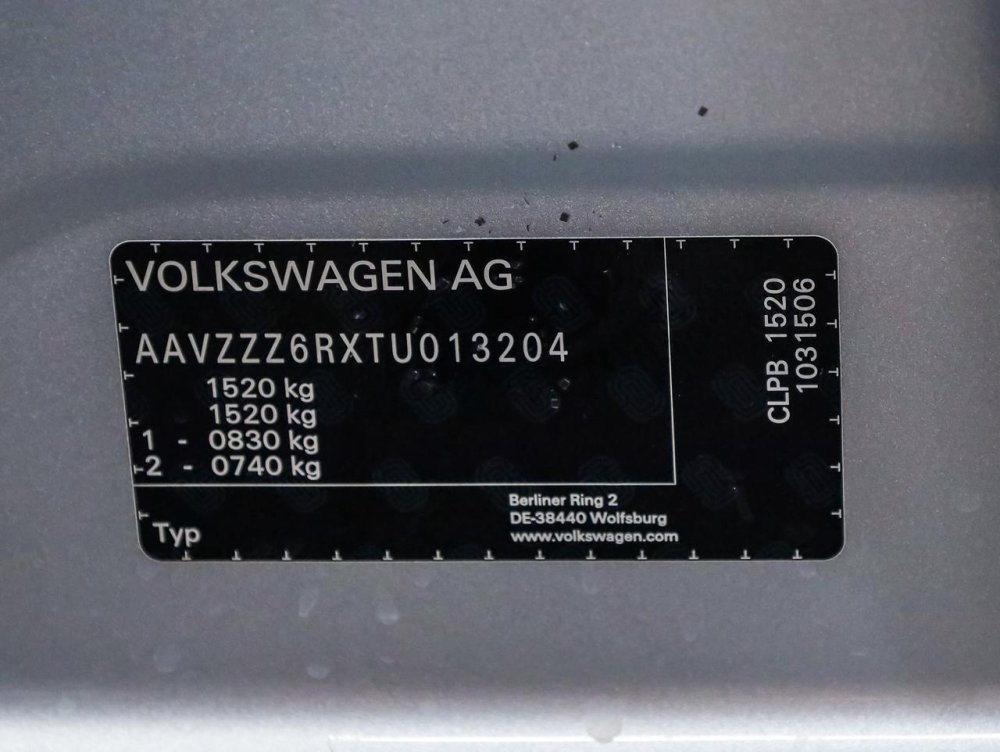 VOLKSWAGEN AG
AAVZZZ6RXTU013204
1520 kg
1520 kg
1 - 0830 kg
2 - 0740 kg
Typ
Berliner Ring 2
DE-38440 Wolfsburg
www.volkswagen.com
CLPB 1520
1031506